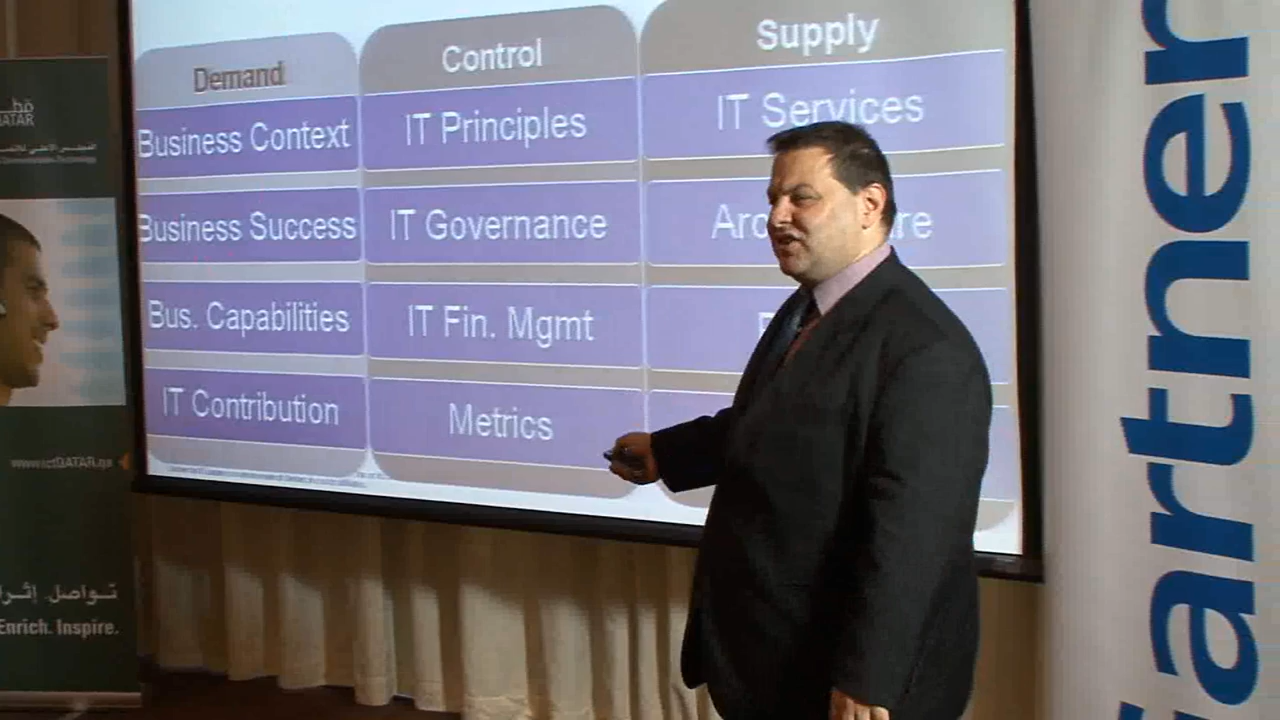 Demand
Control
Supply
Business Context
IT Principles
IT Services
Business Success
IT Governance
Bus. Capabilities
IT Fin. Mgmt
IT Contribution
Metrics
www.ictQATAR.qa
تواصل.
Enrich. Inspire.
artner